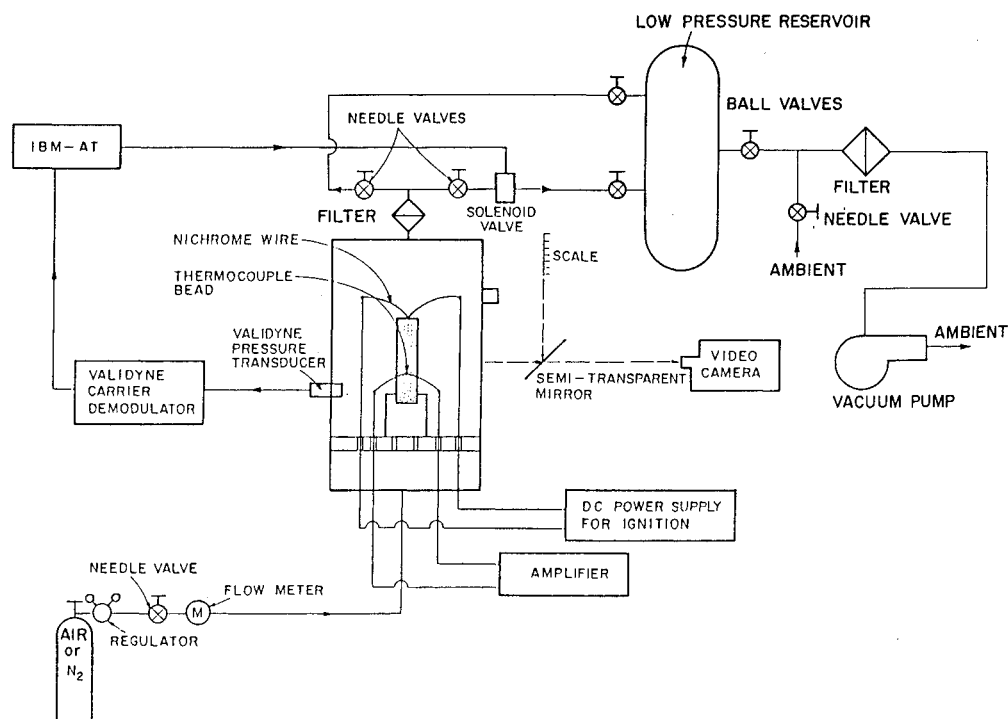 LOW PRESSURE RESERVOIR
BALL VALVES
NEEDLE VALVES
IBM-AT
FILTER
SOLENOID
VALVE
FILTER
NEEDLE VALVE
AMBIENT
NICHROME WIRE
THERMOCOUPLE
BEAD
SCALE
VALIDYNE
PRESSURE
TRANSDUCER
VALIDYNE
CARRIER
DEMODULATOR
SEMI-TRANSPARENT
MIRROR
VIDEO
CAMERA
AMBIENT
VACUUM PUMP
DC POWER SUPPLY
FOR IGNITION
AMPLIFIER
NEEDLE VALVE
FLOW METER
M
REGULATOR
AIR
or
N2